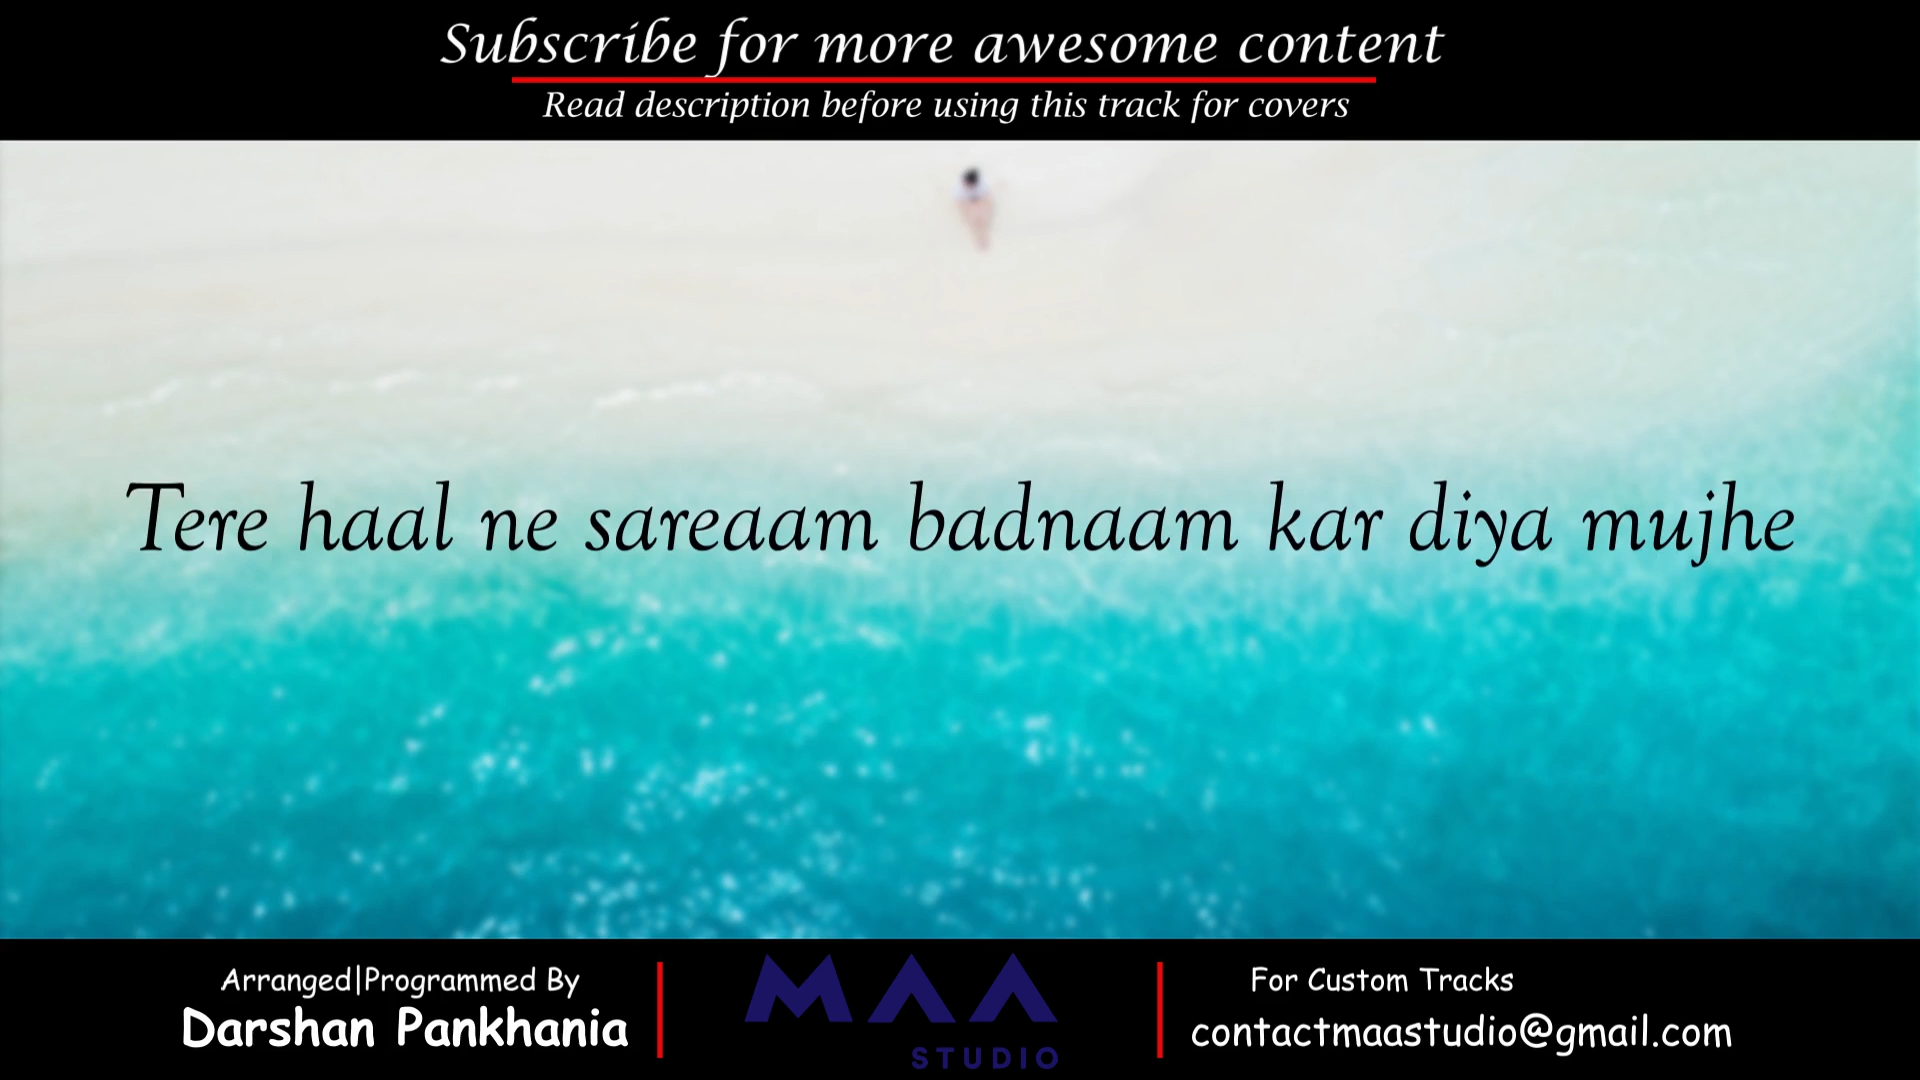 Subscribe for more awesome content
Read description before using this track for covers
Tere haal ne sareaam badnaam kar diya mujhe
Arranged|Programmed By
Darshan Pankhania
MAA
STUDIO
For Custom Tracks
contactmaastudio@gmail.com